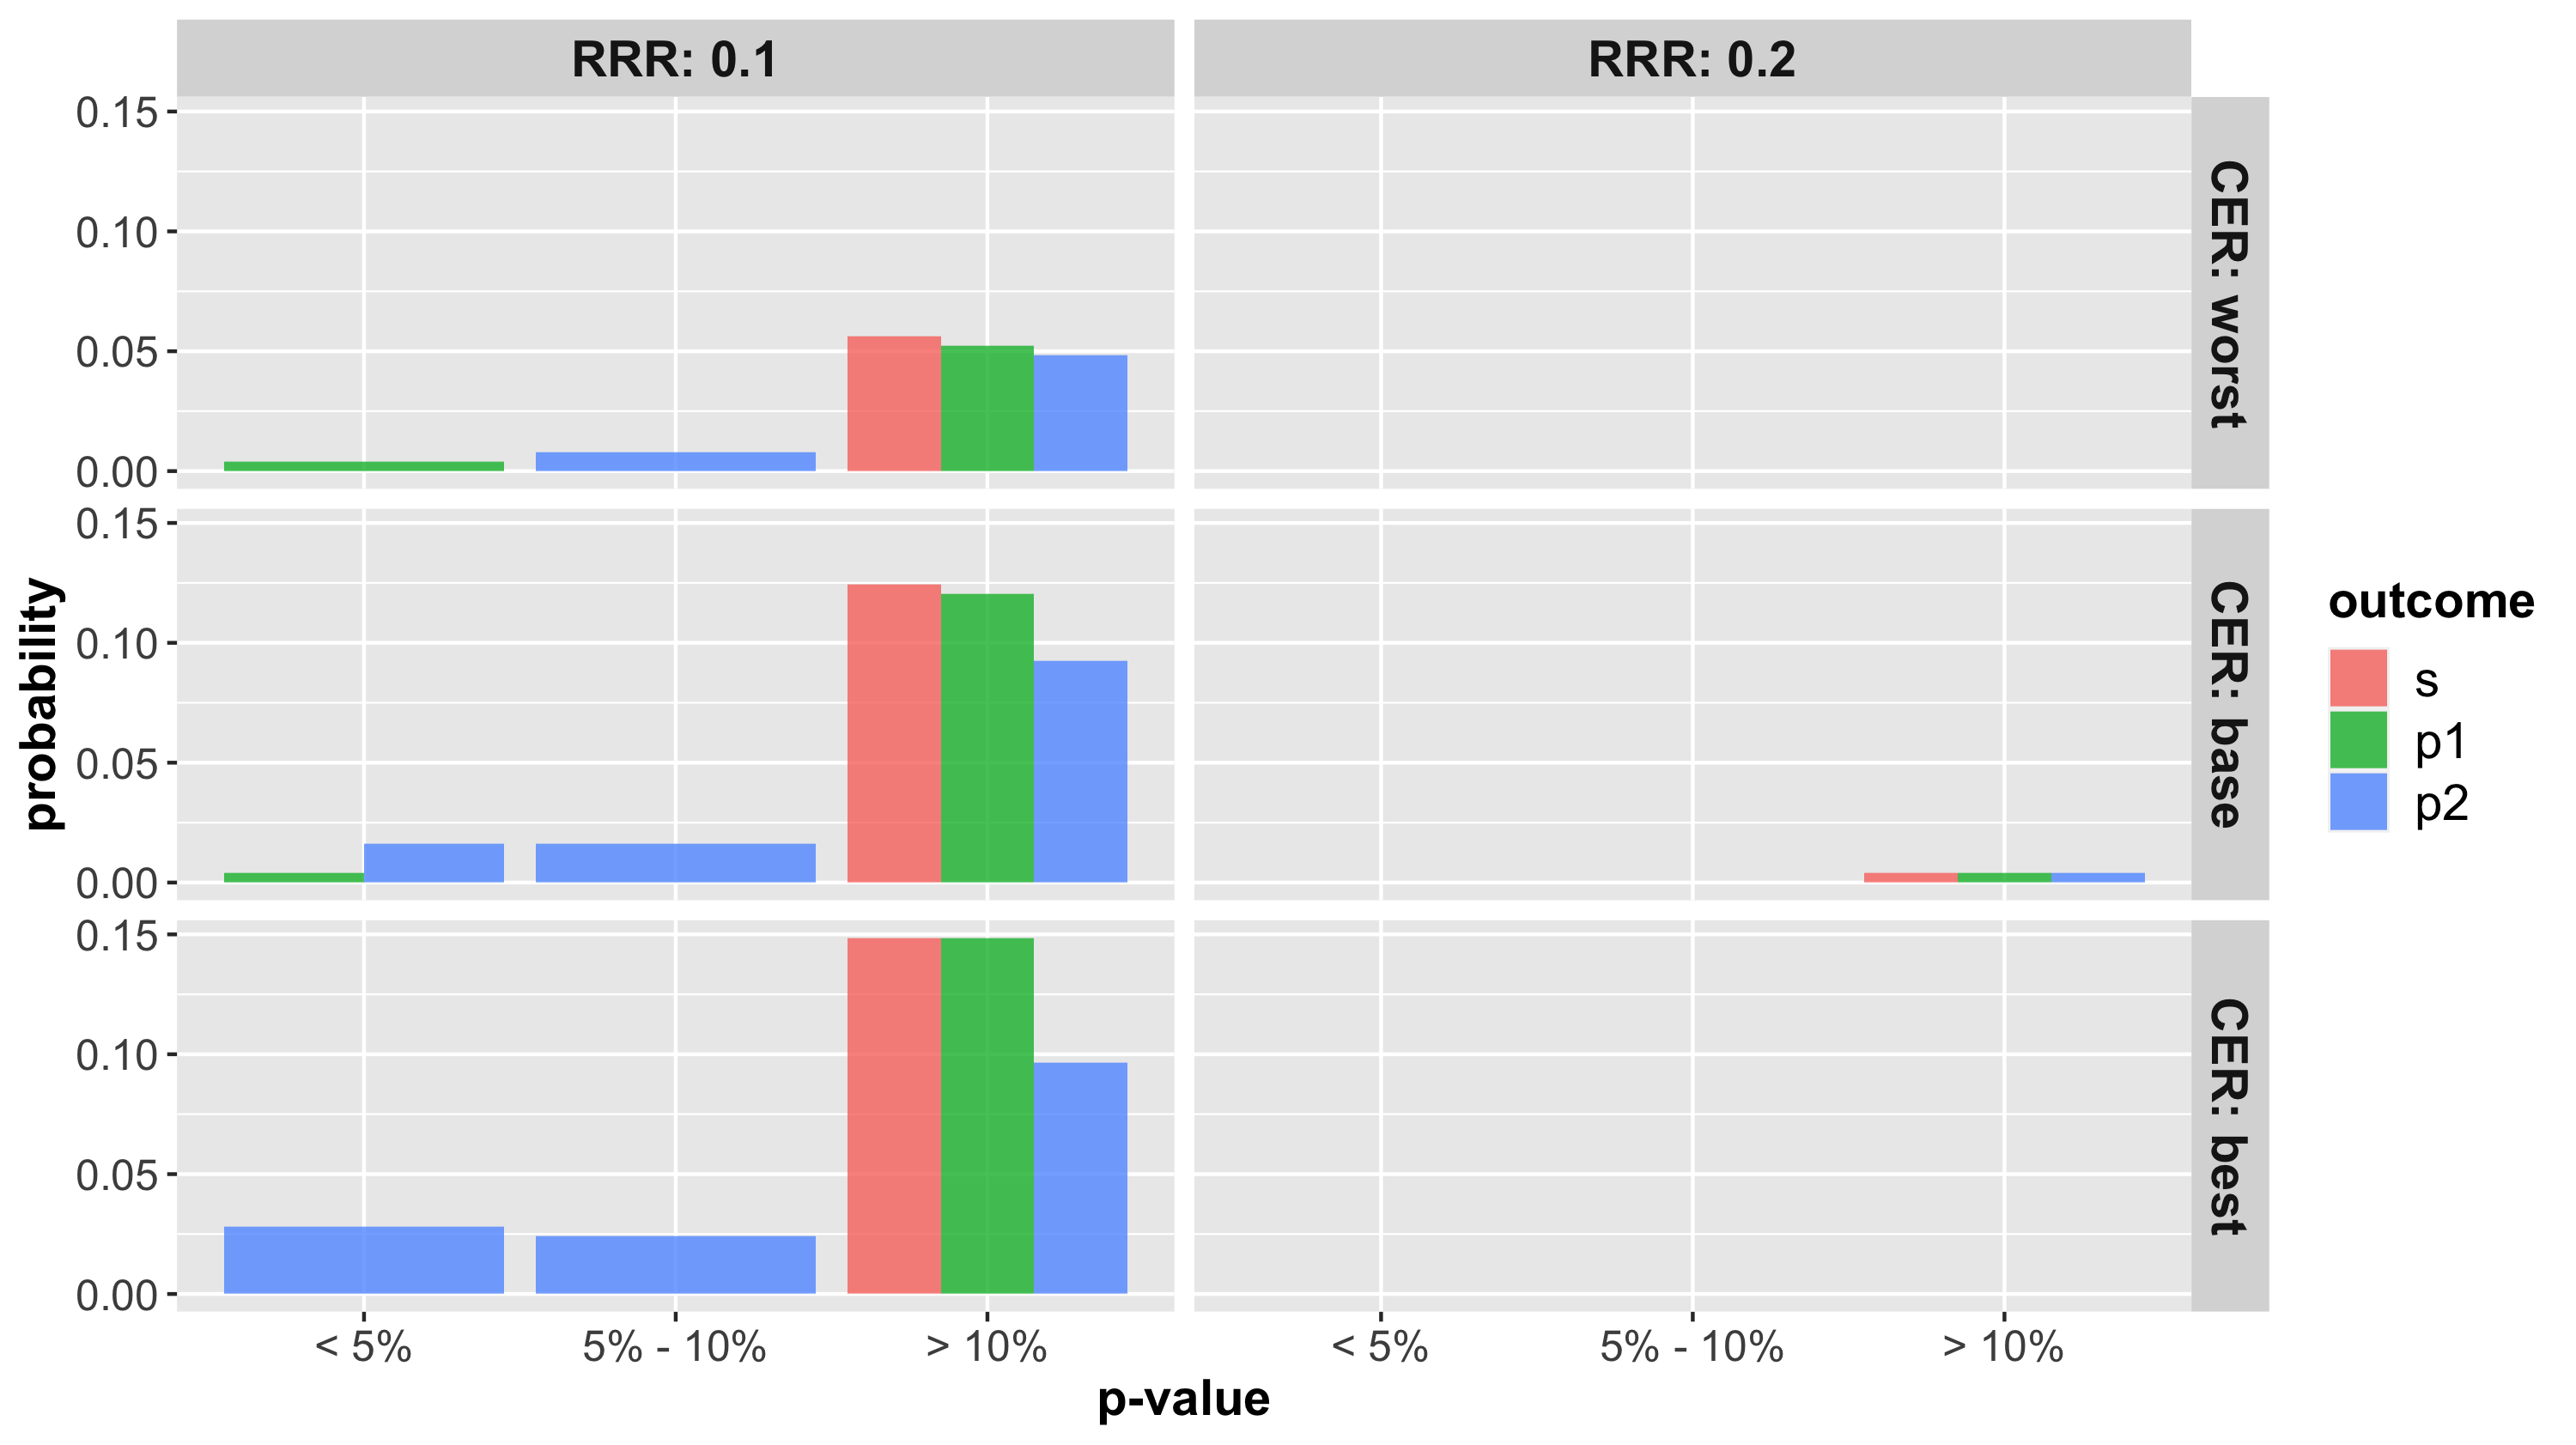 RRR: 0.1
RRR: 0.2
0.15
0.10
0.05
0.00
CER: worst
0.15
0.10
0.05
0.00
CER: base
0.15
0.10
0.05
0.00
CER: best
probability
< 5%
5% - 10%
> 10%
< 5%
5% - 10%
> 10%
p-value
outcome
s
p1
p2